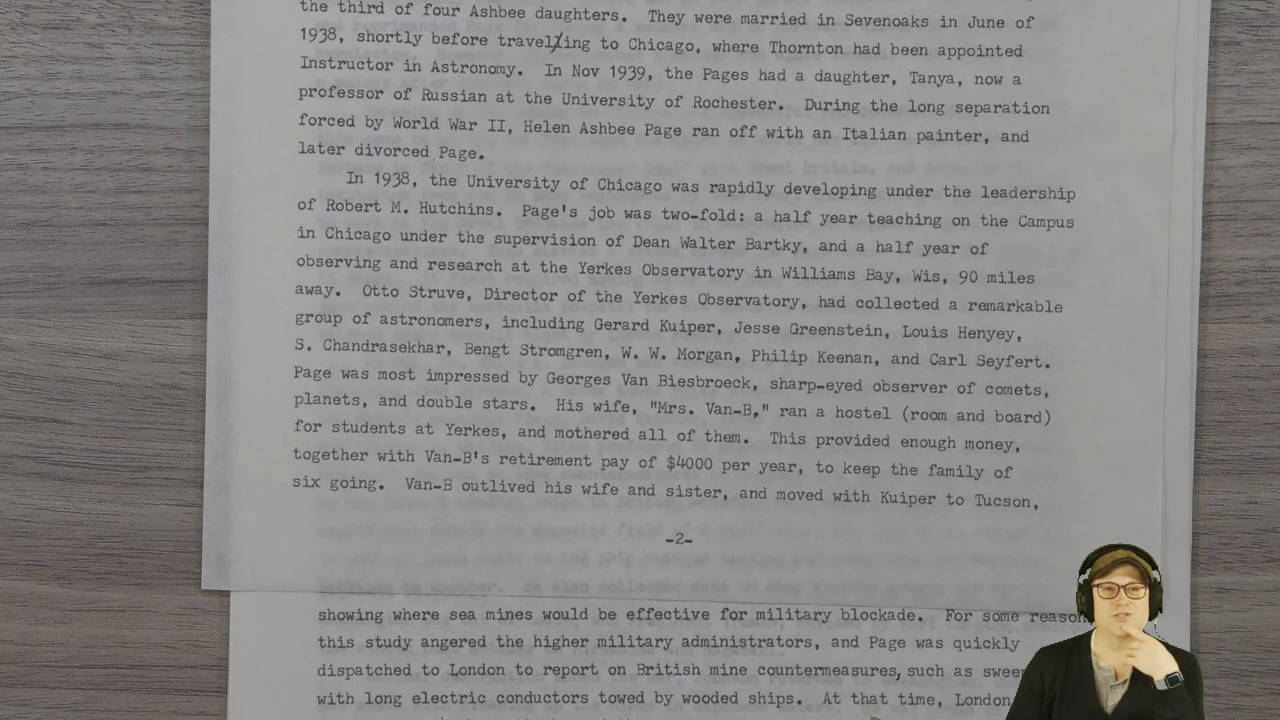 the third of four Ashbee daughters. They were married in Sevenoaks in June of
1938, shortly before traveling to Chicago, where Thornton had been appointed
Instructor in Astronomy. In Nov 1939, the Pages had a daughter, Tanya, now a
professor of Russian at the University of Rochester. During the long separation
forced by World War II, Helen Ashbee Page ran off with an Italian painter, and
later divorced Page.
In 1938, the University of Chicago was rapidly developing under the leadership
of Robert M. Hutchins. Page's job was two-fold: a half year teaching on the Campus
in Chicago under the supervision of Dean Walter Bartky, and a half year of
observing and research at the Yerkes Observatory in Williams Bay, Wis, 90 miles
away. Otto Struve, Director of the Yerkes Observatory, had collected a remarkable
group of astronomers, including Gerard Kuiper, Jesse Greenstein, Louis Henyey,
S. Chandrasekhar, Bengt Stromgren, W. W. Morgan, Philip Keenan, and Carl Seyfert.
Page was most impressed by Georges Van Biesbroeck, sharp-eyed observer of comets,
planets, and double stars. His wife, "Mrs. Van-B," ran a hostel (room and board)
for students at Yerkes, and mothered all of them. This provided enough money,
together with Van-B's retirement pay of $4000 per year, to keep the family of
six going. Van-B outlived his wife and sister, and moved with Kuiper to Tucson,
-2-
showing where sea mines would be effective for military blockade. For some reason
this study angered the higher military administrators, and Page was quickly
dispatched to London to report on British mine countermeasures, such as
with long electric conductors towed by wooded ships. At that time, London